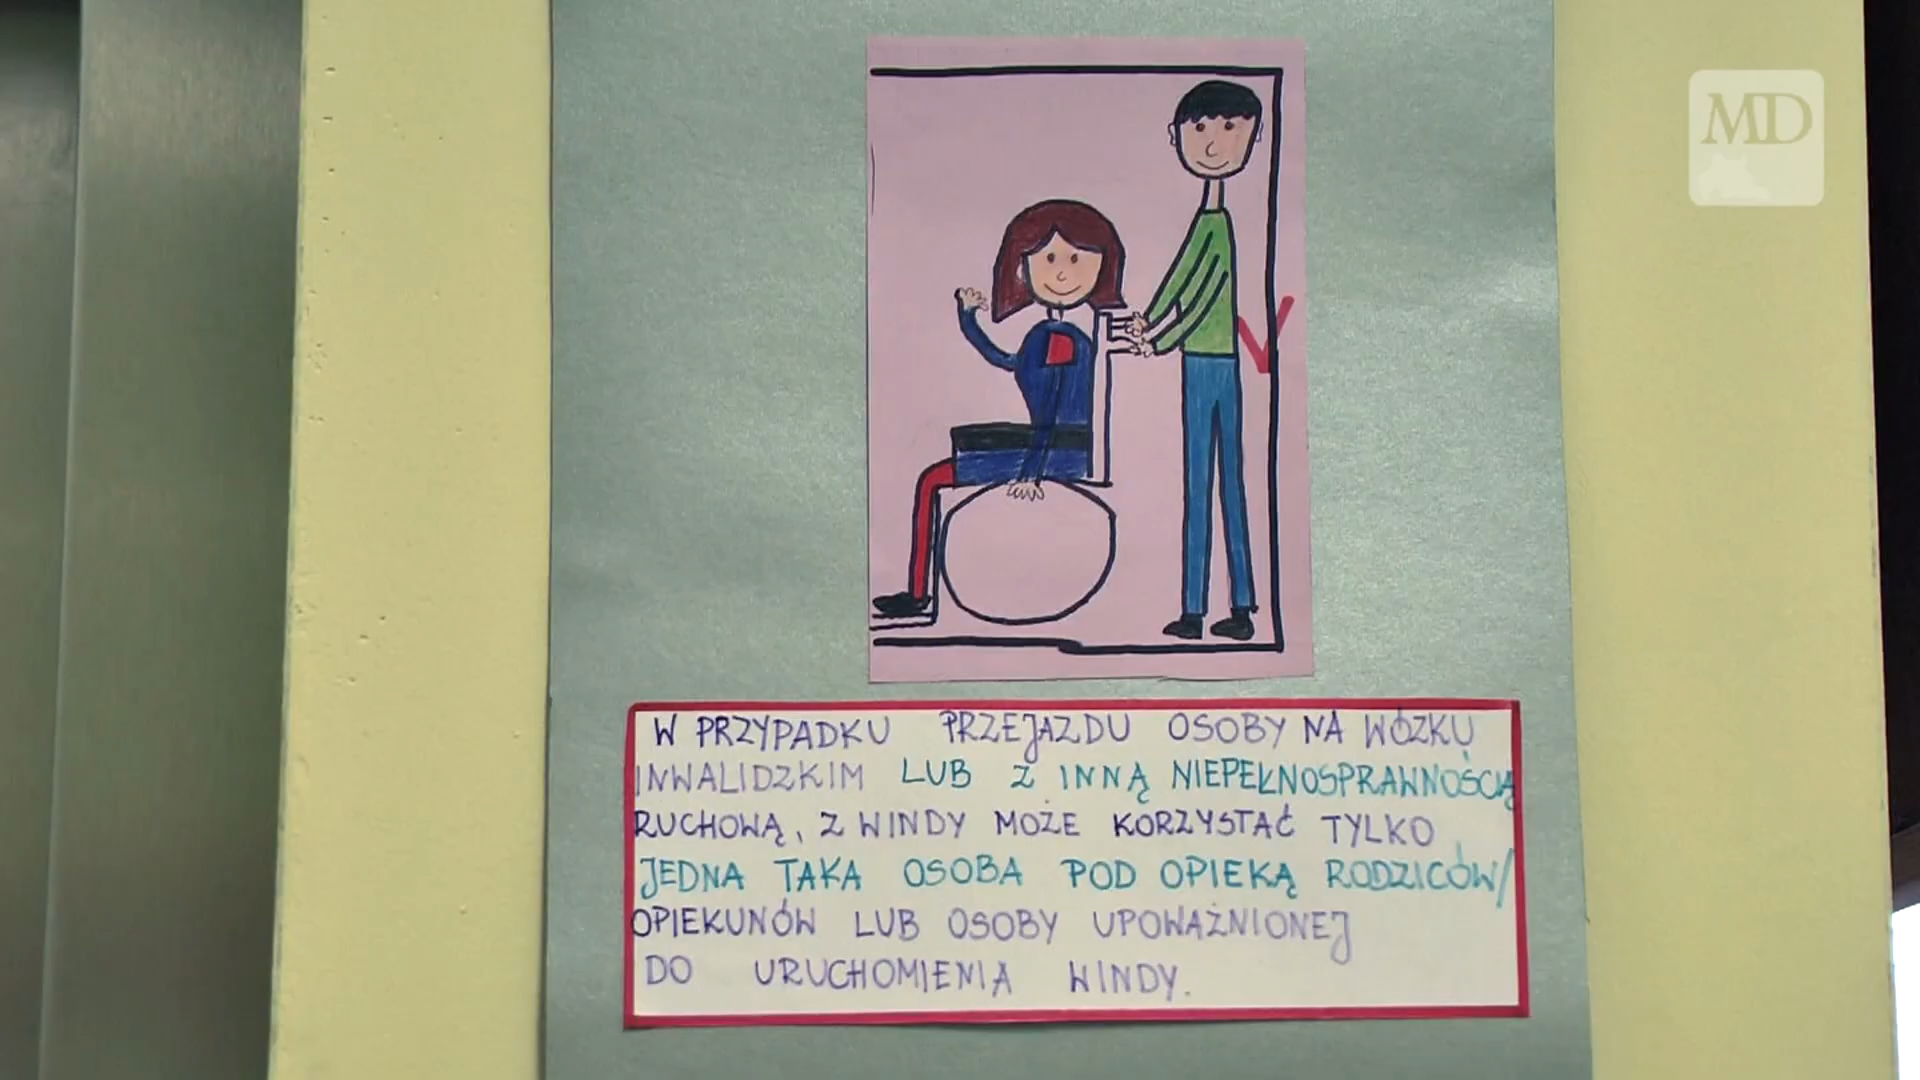 MD
W PRZYPADKU PRZEJAZDU OSOBY NA WÓZKU
INWALIDZKIM LUB Z INNĄ NIEPEŁNOSPRAWNOŚCIĄ
RUCHOWĄ, Z WINDY MOŻE KORZYSTAĆ TYLKO
JEDNA TAKA OSOBA POD OPIEKĄ RODZICÓW/
OPIEKUNÓW LUB OSOBY UPOWAŻNIONEJ
DO URUCHOMIENIA WINDY.